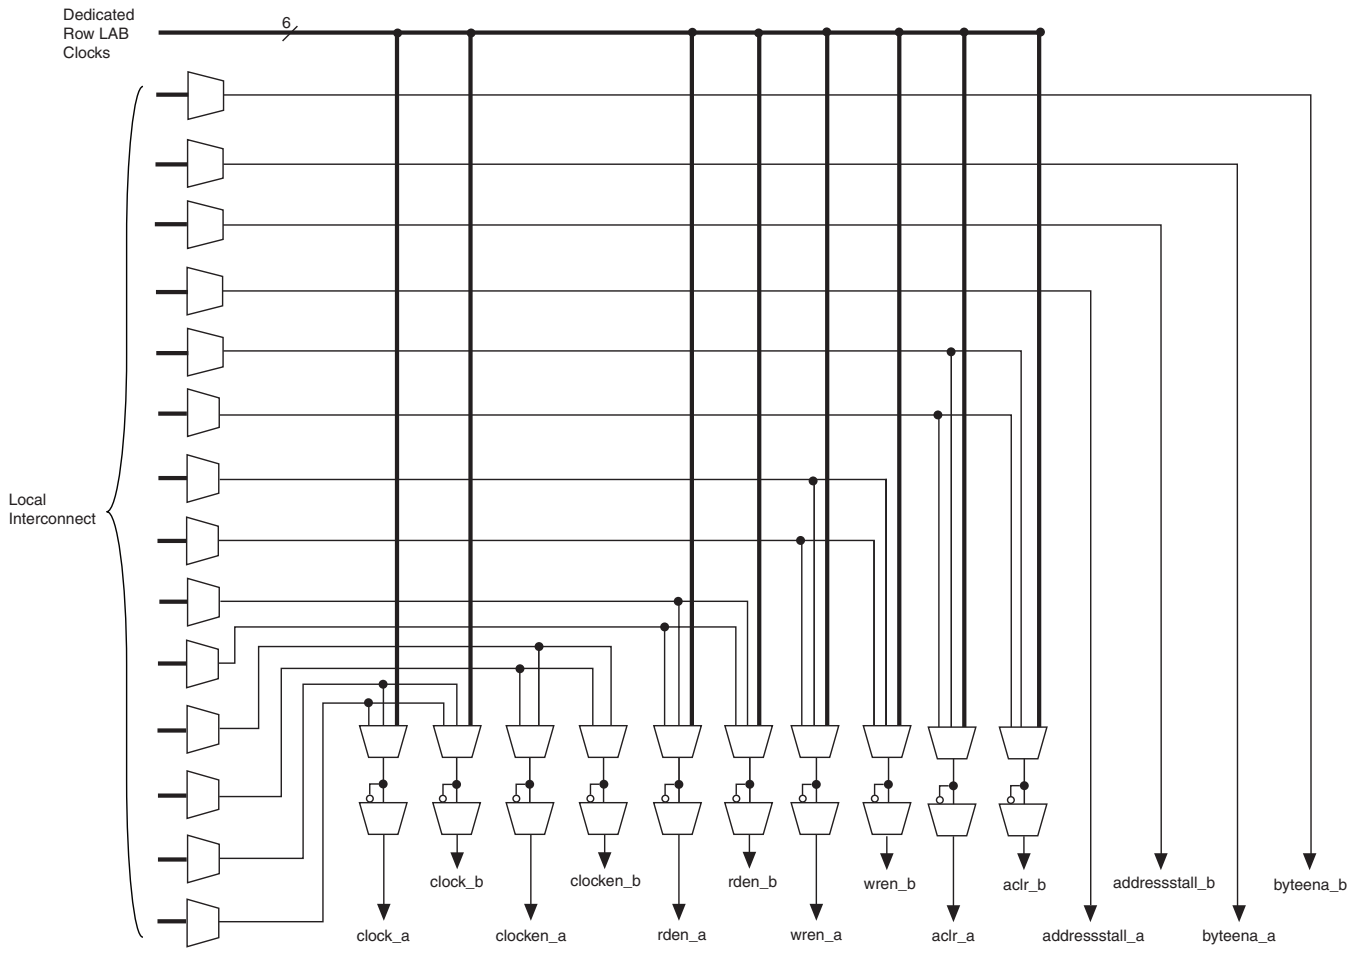 Dedicated
Row LAB
Clocks
6
Local
Interconnect
clock_b
clocken_b
rden_b
wren_b
aclr_b
addressstall_b
byteena_b
clock_a
clocken_a
rden_a
wren_a
aclr_a
addressstall_a
byteena_a